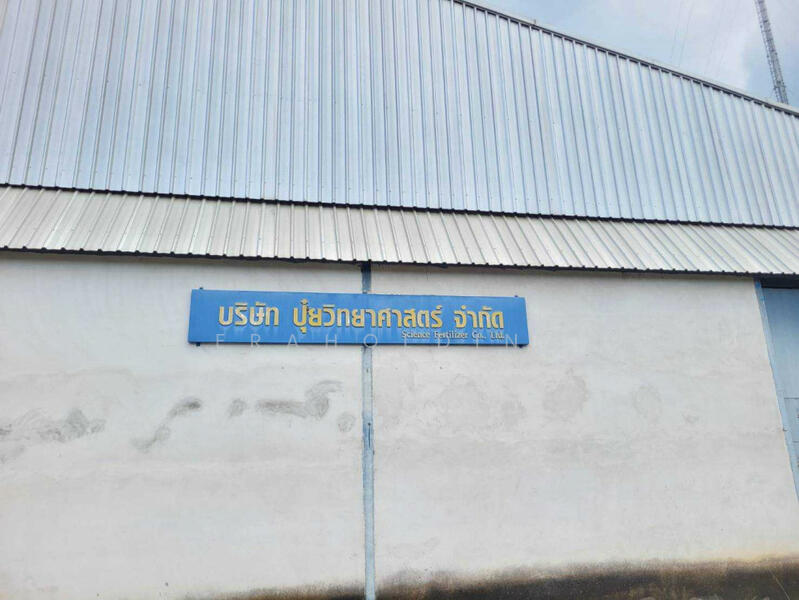 บริษัท ปุ๋ยวิทยาศาสตร์ จำกัด
Science Fertilizer Co., Ltd.